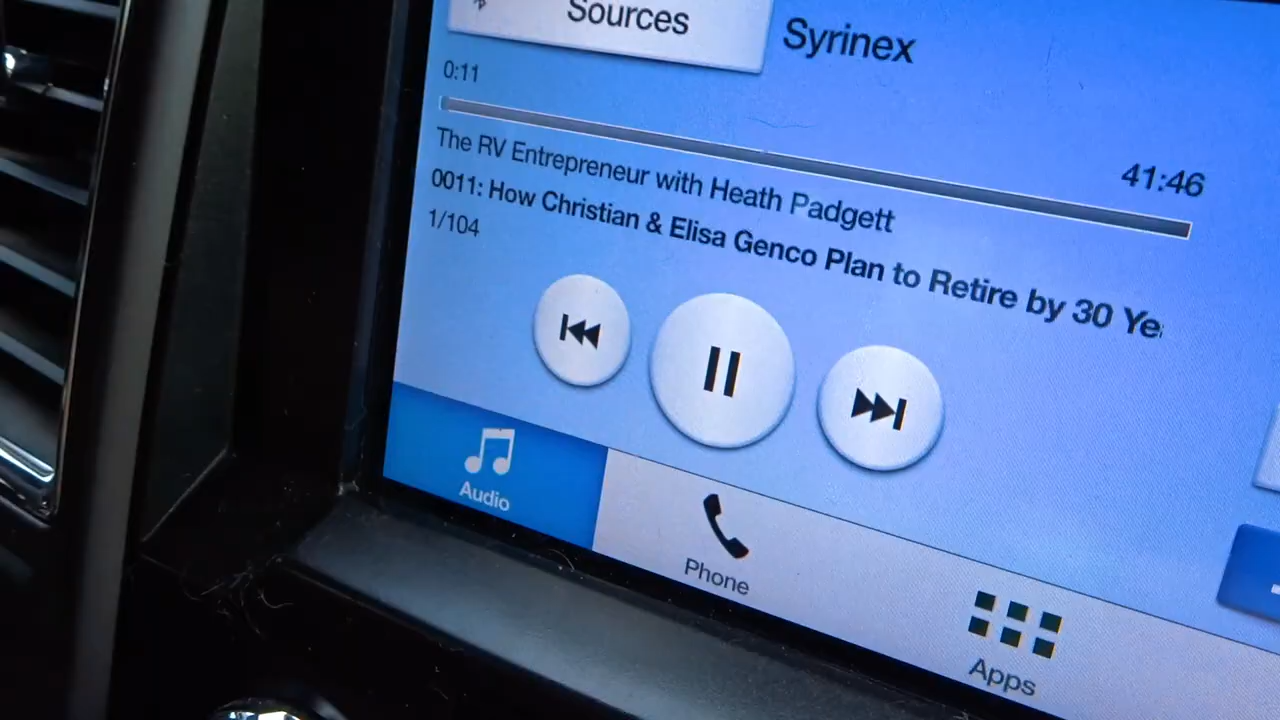 Sources
Syrinex
0:11
41:46
The RV Entrepreneur with Heath Padgett
0011: How Christian & Elisa Genco Plan to Retire by 30 Ye
1/104
Audio
Phone
Apps